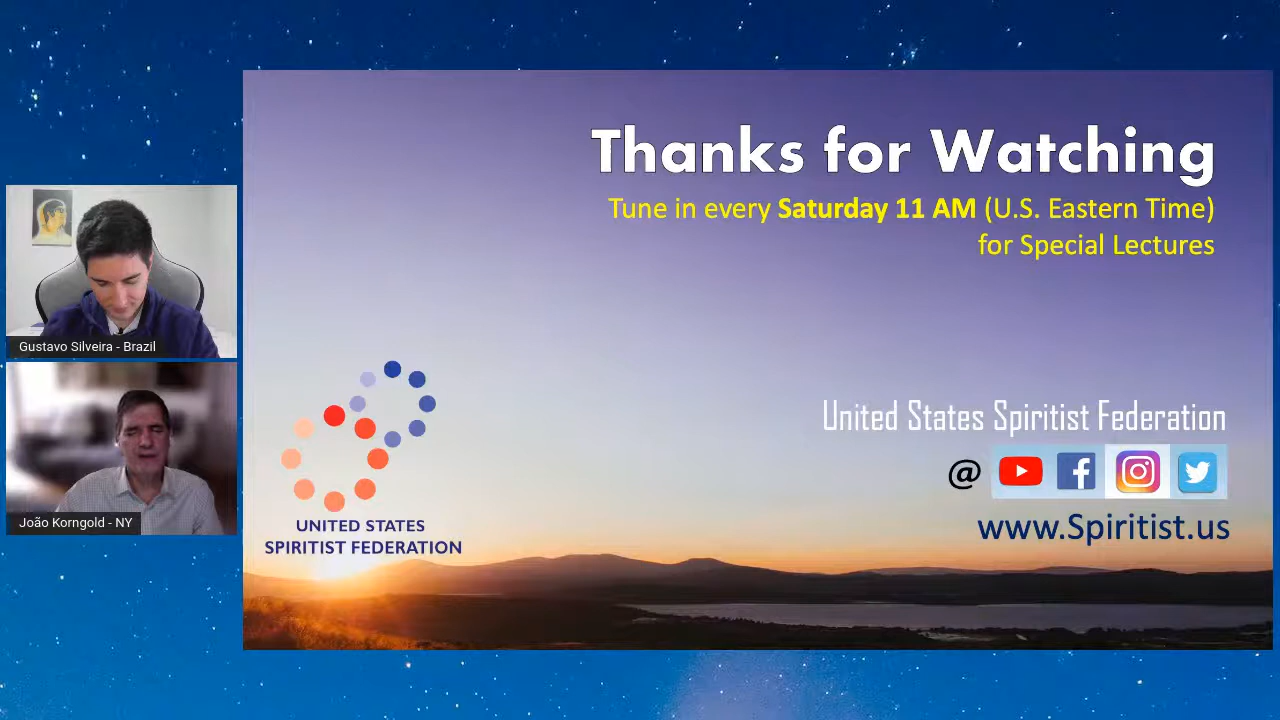 Thanks for Watching
Tune in every Saturday 11 AM (U.S. Eastern Time)
for Special Lectures
Gustavo Silveira - Brazil
João Korngold - NY
UNITED STATES
SPIRITIST FEDERATION
United States Spiritist Federation
@
www.Spiritist.us